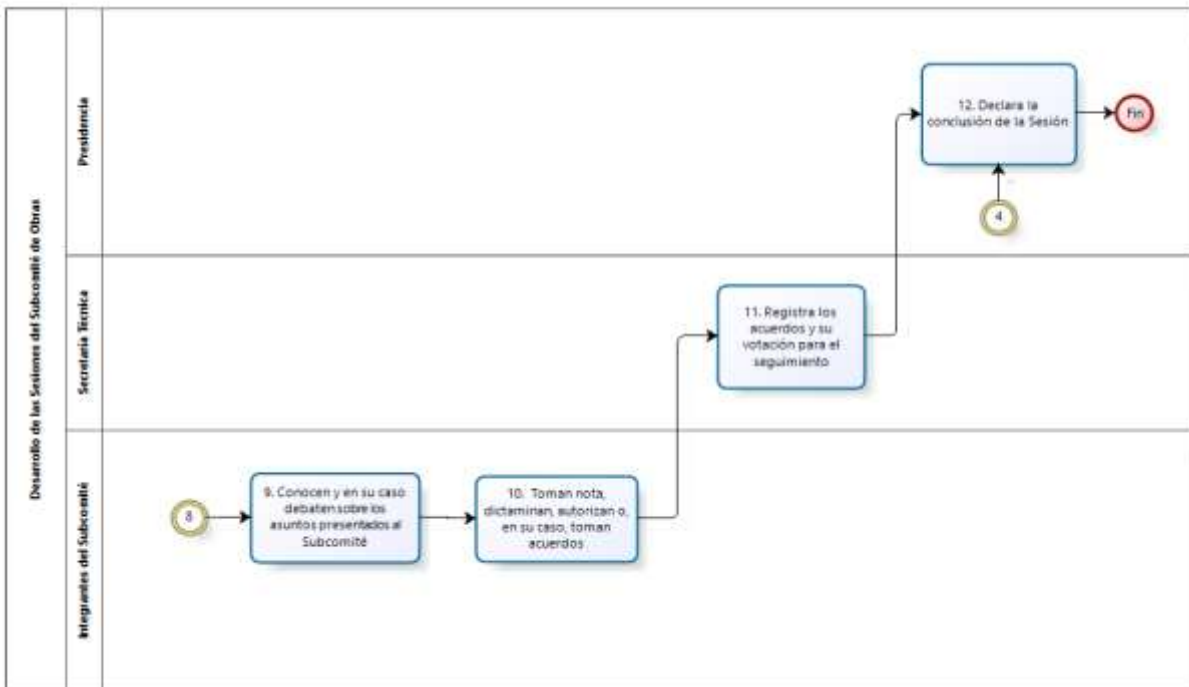 Desarrollo de las Sesiones del Subcomité de Obras
Presidencia
12. Declara la
conclusión de la Sesión
Fin
4
Secretaría Técnica
11. Registra los
acuerdos y su
votación para el
seguimiento
Integrantes del Subcomité
8
9. Conocen y en su caso
debaten sobre los
asuntos presentados al
Subcomité
10. Toman nota,
dictaminan, autorizan o,
en su caso, toman
acuerdos